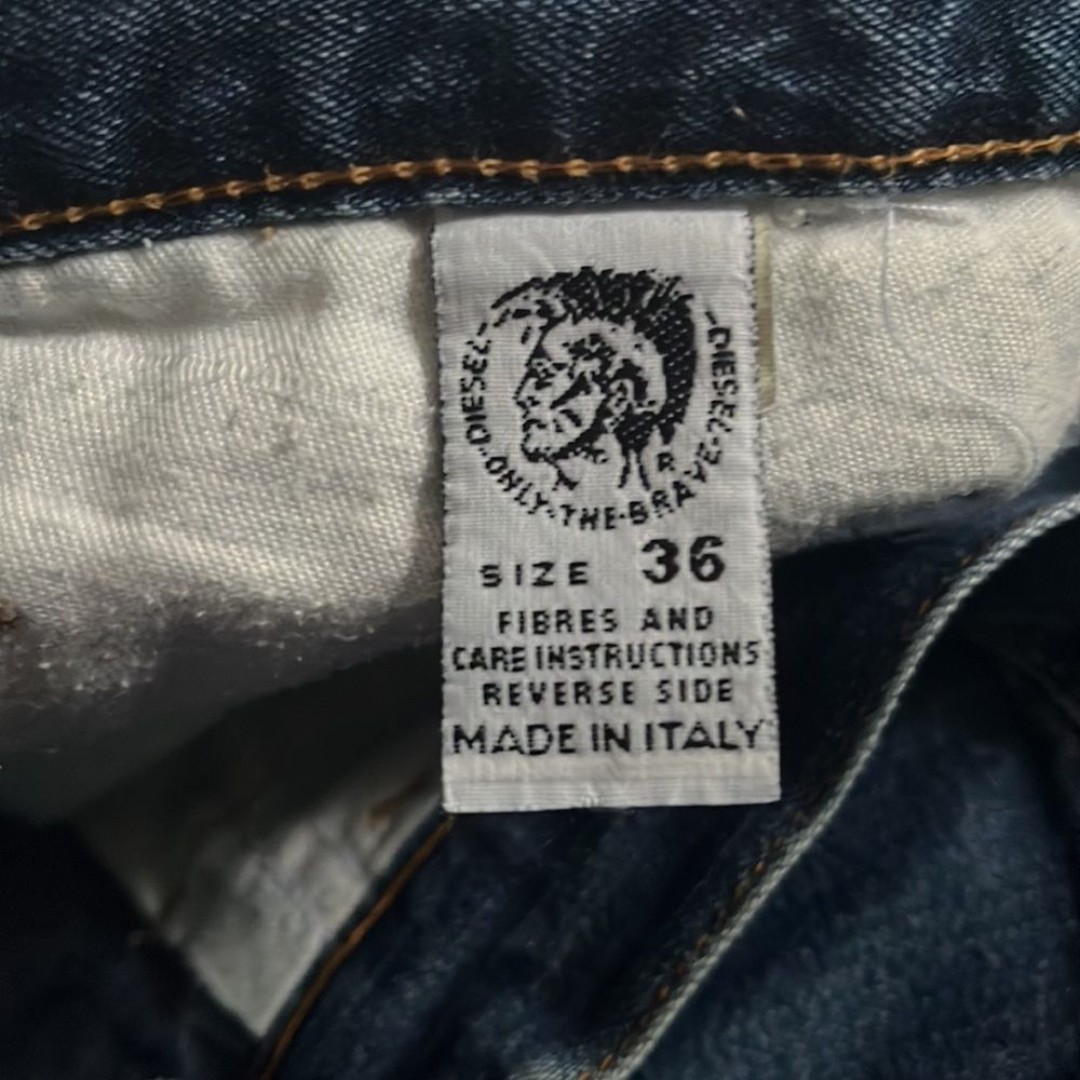 DIESEL·ONLY·THE·BRAVE·DIESEL
R
SIZE 36
FIBRES AND
CARE INSTRUCTIONS
REVERSE SIDE
MADE IN ITALY